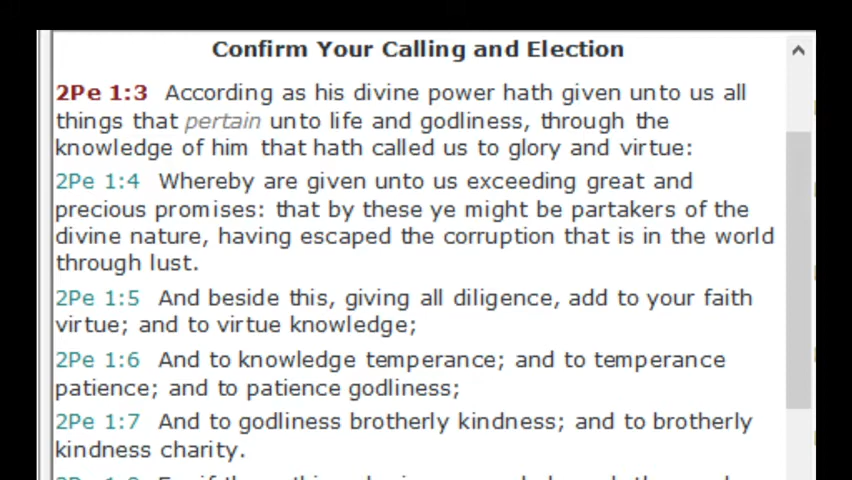 Confirm Your Calling and Election
2Pe 1:3 According as his divine power hath given unto us all
things that pertain unto life and godliness, through the
knowledge of him that hath called us to glory and virtue:
2Pe 1:4 Whereby are given unto us exceeding great and
precious promises: that by these ye might be partakers of the
divine nature, having escaped the corruption that is in the world
through lust.
2Pe 1:5 And beside this, giving all diligence, add to your faith
virtue; and to virtue knowledge;
2Pe 1:6 And to knowledge temperance; and to temperance
patience; and to patience godliness;
2Pe 1:7 And to godliness brotherly kindness; and to brotherly
kindness charity.